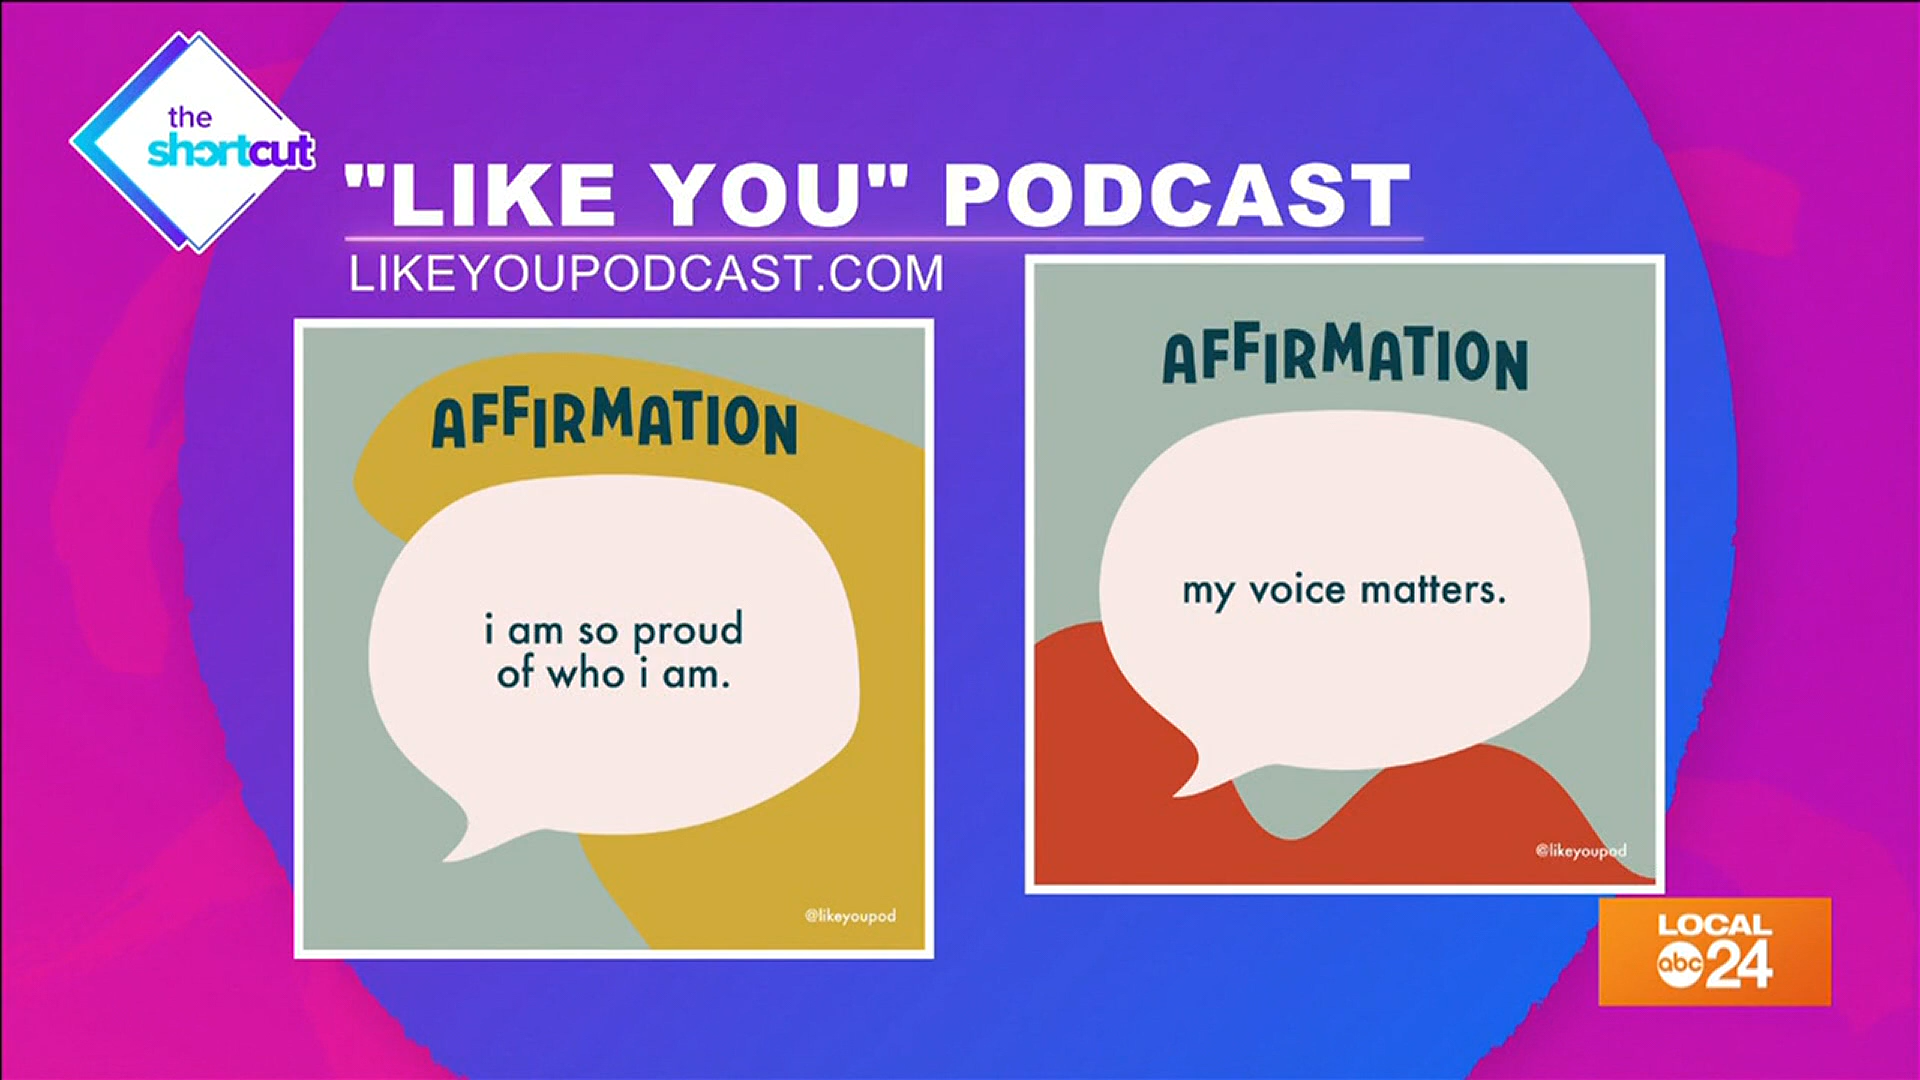 the
shortcut
"LIKE YOU" PODCAST
LIKEYOUPODCAST.COM
AFFIRMATION
i am so proud
of who i am.
@likeyoupod
AFFIRMATION
my voice matters.
@likeyoupod
LOCAL
abc 24